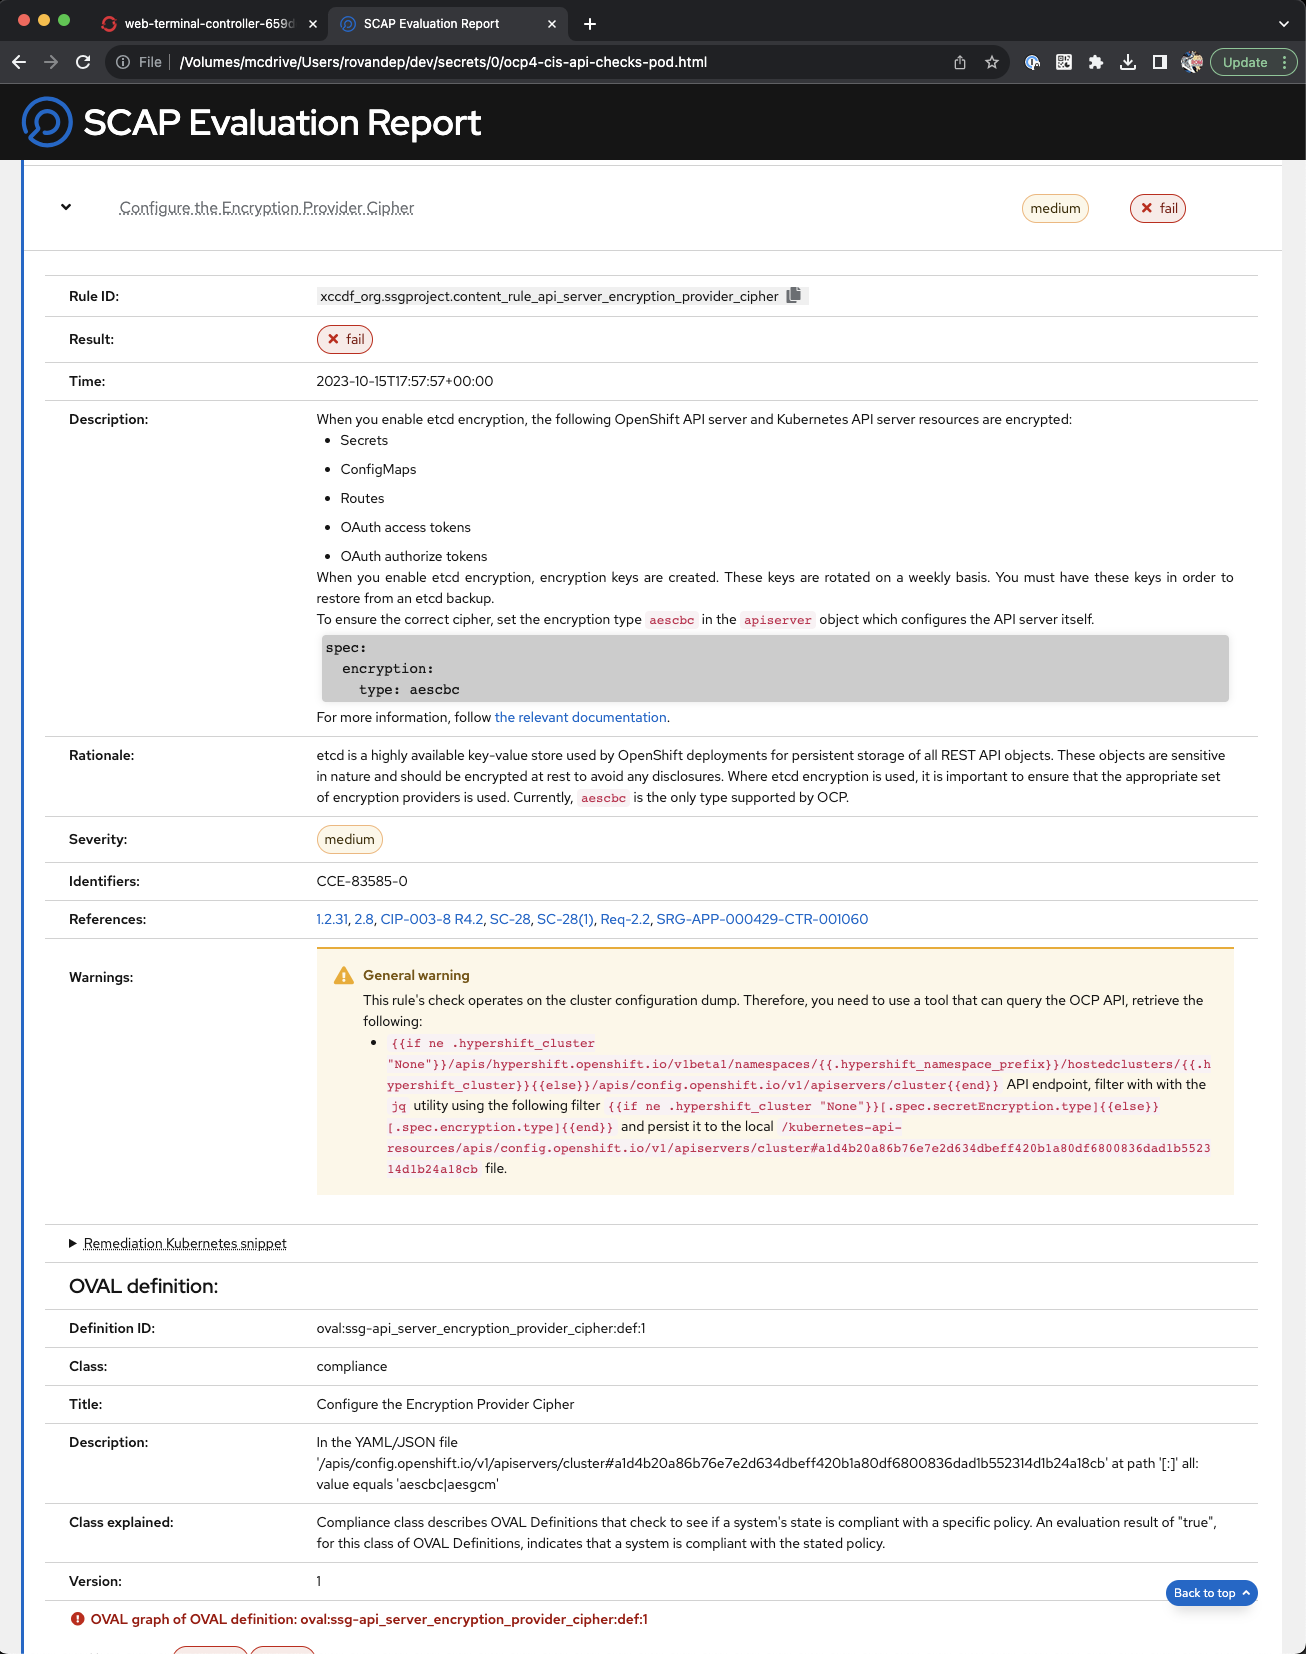 web-terminal-controller-659d
SCAP Evaluation Report
File
/Volumes/mcdrive/Users/rovandep/dev/secrets/0/ocp4-cis-api-checks-pod.html
Update
SCAP Evaluation Report
Configure the Encryption Provider Cipher
medium
fail
Rule ID:
xccdf_org.ssgproject.content_rule_api_server_encryption_provider_cipher
Result:
fail
Time:
2023-10-15T17:57:57+00:00
Description:
When you enable etcd encryption, the following OpenShift API server and Kubernetes API server resources are encrypted:
• Secrets
• ConfigMaps
• Routes
• OAuth access tokens
• OAuth authorize tokens
When you enable etcd encryption, encryption keys are created. These keys are rotated on a weekly basis. You must have these keys in order to
restore from an etcd backup.
To ensure the correct cipher, set the encryption type aescbc in the apiserver object which configures the API server itself.
spec:
  encryption:
    type: aescbc
For more information, follow the relevant documentation.
Rationale:
etcd is a highly available key-value store used by OpenShift deployments for persistent storage of all REST API objects. These objects are sensitive
in nature and should be encrypted at rest to avoid any disclosures. Where etcd encryption is used, it is important to ensure that the appropriate set
of encryption providers is used. Currently, aescbc is the only type supported by OCP.
Severity:
medium
Identifiers:
CCE-83585-0
References:
1.2.31, 2.8, CIP-003-8 R4.2, SC-28, SC-28(1), Req-2.2, SRG-APP-000429-CTR-001060
Warnings:
General warning
This rule's check operates on the cluster configuration dump. Therefore, you need to use a tool that can query the OCP API, retrieve the
following:
• {{if ne .hypershift_cluster
"None"}}/apis/hypershift.openshift.io/v1beta1/namespaces/{{.hypershift_namespace_prefix}}/hostedclusters/{{.h
ypershift_cluster}}{{else}}/apis/config.openshift.io/v1/apiservers/cluster{{end}} API endpoint, filter with with the
jq utility using the following filter {{if ne .hypershift_cluster "None"}}[.spec.secretEncryption.type]{{else}}
[.spec.encryption.type]{{end}} and persist it to the local /kubernetes-api-
resources/apis/config.openshift.io/v1/apiservers/cluster#a1d4b20a86b76e7e2d634dbeff420b1a80df6800836dad1b5523
14d1b24a18cb file.
Remediation Kubernetes snippet
OVAL definition:
Definition ID:
oval:ssg-api_server_encryption_provider_cipher:def:1
Class:
compliance
Title:
Configure the Encryption Provider Cipher
Description:
In the YAML/JSON file
'/apis/config.openshift.io/v1/apiservers/cluster#a1d4b20a86b76e7e2d634dbeff420b1a80df6800836dad1b552314d1b24a18cb' at path '[:]' all:
value equals 'aescbc|aesgcm'
Class explained:
Compliance class describes OVAL Definitions that check to see if a system's state is compliant with a specific policy. An evaluation result of "true",
for this class of OVAL Definitions, indicates that a system is compliant with the stated policy.
Version:
1
Back to top
OVAL graph of OVAL definition: oval:ssg-api_server_encryption_provider_cipher:def:1